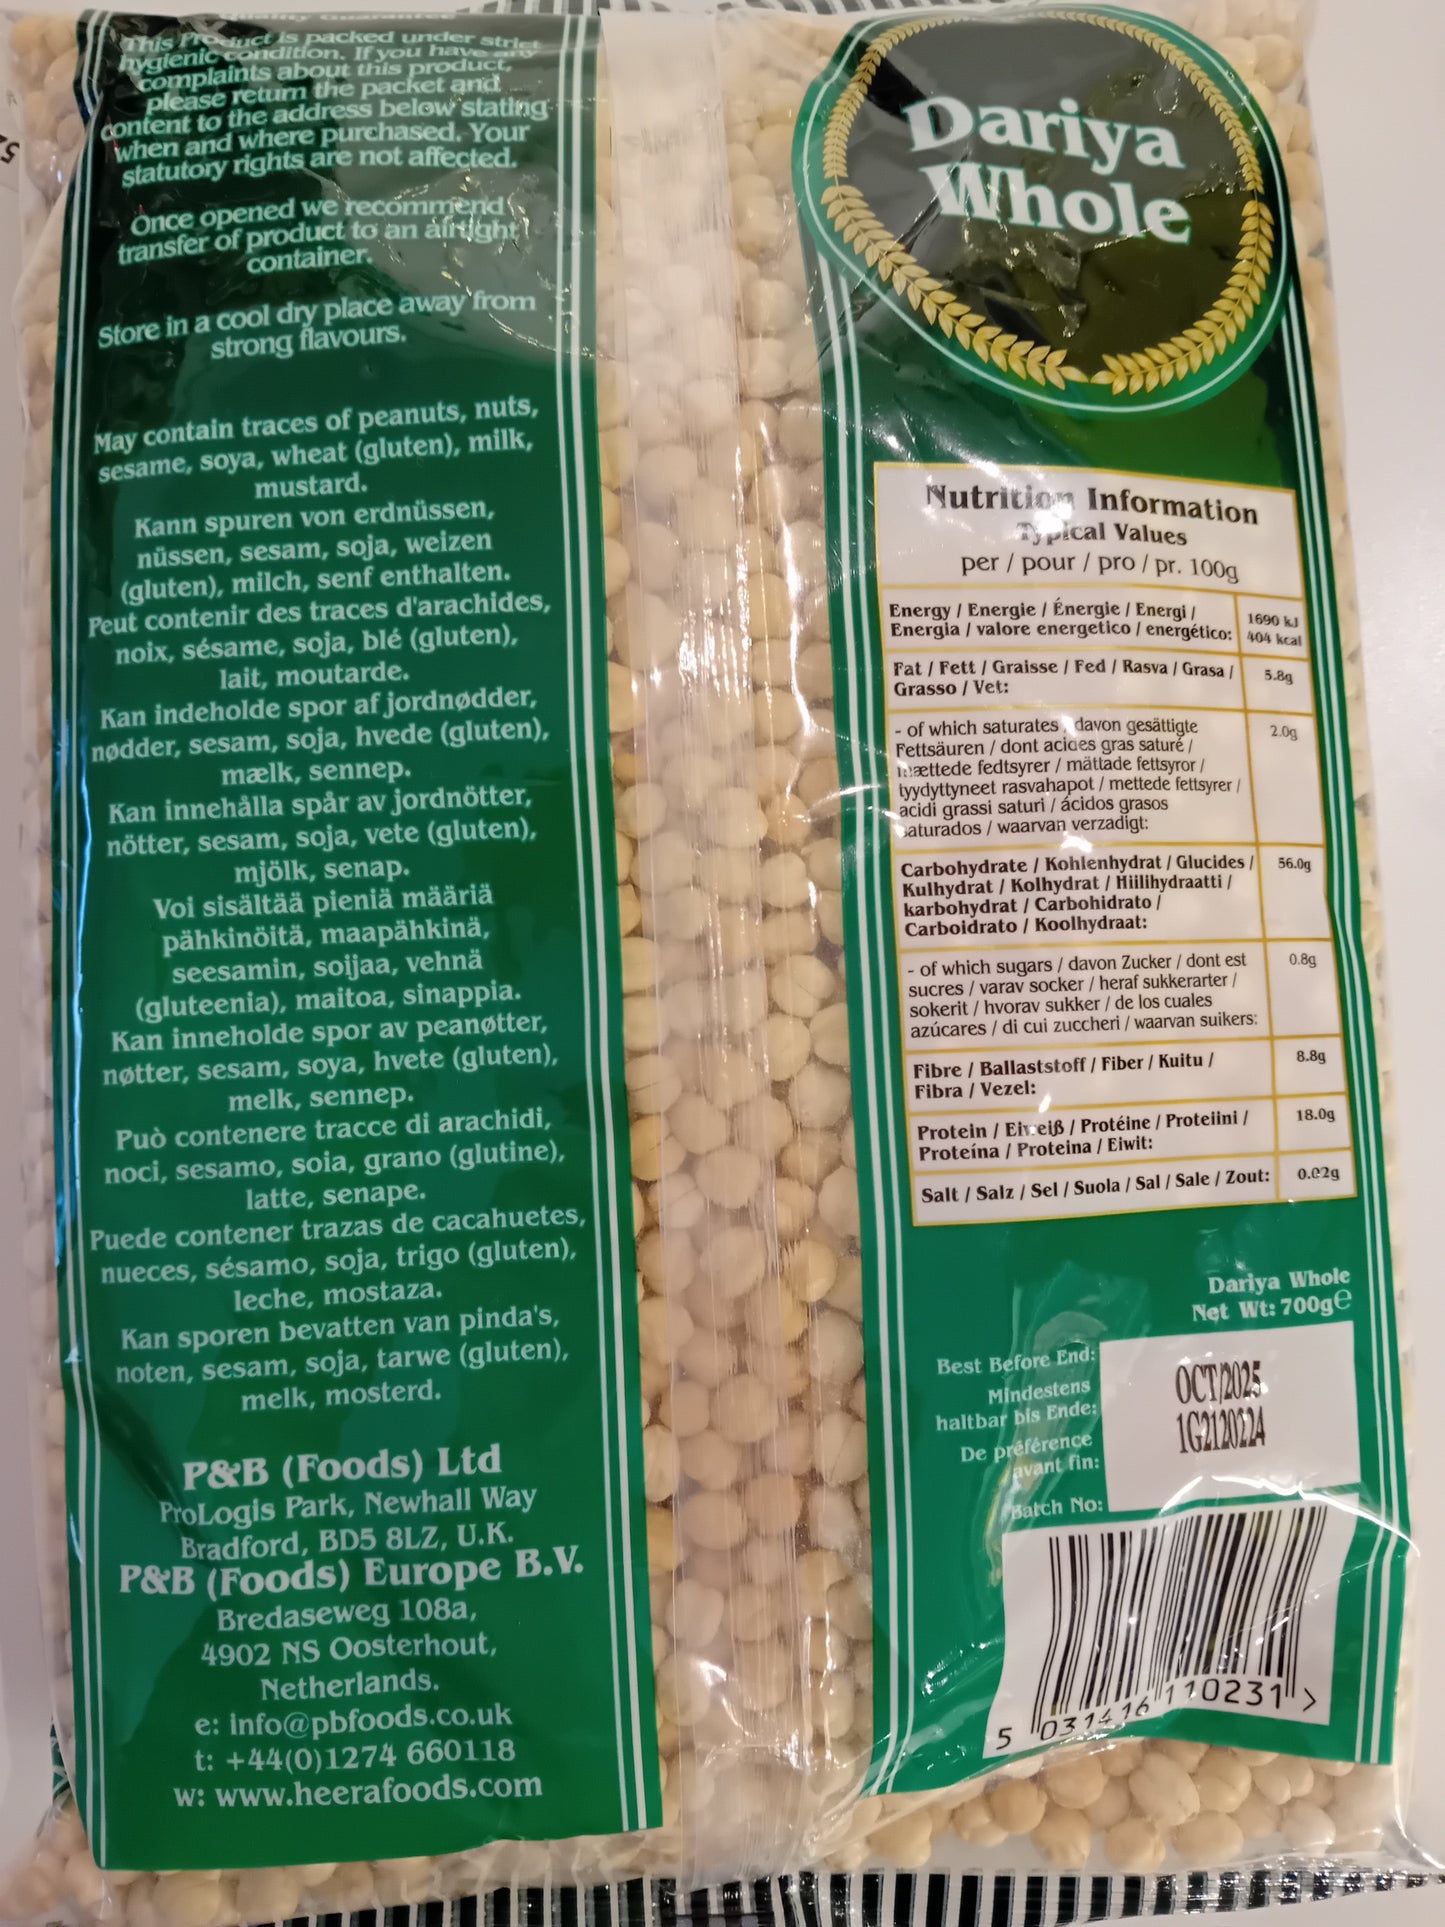 Quality Guarantee
This Product is packed under strict
hygienic condition. If you have any
complaints about this product,
please return the packet and
content to the address below stating
when and where purchased. Your
statutory rights are not affected.
Once opened we recommend
transfer of product to an airtight
container.
Store in a cool dry place away from
strong flavours.
May contain traces of peanuts, nuts,
sesame, soya, wheat (gluten), milk,
mustard.
Kann spuren von erdnüssen,
nüssen, sesam, soja, weizen
(gluten), milch, senf enthalten.
Peut contenir des traces d'arachides,
noix, sésame, soja, blé (gluten),
lait, moutarde.
Kan indeholde spor af jordnødder,
nødder, sesam, soja, hvede (gluten),
mælk, sennep.
Kan innehålla spår av jordnötter,
nötter, sesam, soja, vete (gluten),
mjölk, senap.
Voi sisältää pieniä määriä
pähkinöitä, maapähkinä,
seesamin, soijaa, vehnä
(gluteenia), maitoa, sinappia.
Kan inneholde spor av peanøtter,
nøtter, sesam, soya, hvete (gluten),
melk, sennep.
Può contenere tracce di arachidi,
noci, sesamo, soia, grano (glutine),
latte, senape.
Puede contener trazas de cacahuetes,
nueces, sésamo, soja, trigo (gluten),
leche, mostaza.
Kan sporen bevatten van pinda's,
noten, sesam, soja, tarwe (gluten),
melk, mosterd.
P&B (Foods) Ltd
ProLogis Park, Newhall Way
Bradford, BD5 8LZ, U.K.
P&B (Foods) Europe B.V.
Bredaseweg 108a,
4902 NS Oosterhout,
Netherlands.
e: info@pbfoods.co.uk
t: +44(0)1274 660118
w: www.heerafoods.com
Dariya
Whole
Nutrition Information
Typical Values
per / pour / pro / pr. 100g
Energy / Energie / Énergie / Energi /
Energia / valore energetico / energético:
1690 kJ
404 kcal
Fat / Fett / Graisse / Fed / Rasva / Grasa /
Grasso / Vet:
5.8g
- of which saturates / davon gesättigte
Fettsäuren / dont acides gras saturé /
mættede fedtsyrer / mättade fettsyror /
tyydyttyneet rasvahapot / mettede fettsyrer /
acidi grassi saturi / ácidos grasos
saturados / waarvan verzadigt:
2.0g
Carbohydrate / Kohlenhydrat / Glucides /
Kulhydrat / Kolhydrat / Hiilihydraatti /
karbohydrat / Carbohidrato /
Carboidrato / Koolhydraat:
56.0g
- of which sugars / davon Zucker / dont est
sucres / varav socker / heraf sukkerarter /
sokerit / hvorav sukker / de los cuales
azúcares / di cui zuccheri / waarvan suikers:
0.8g
Fibre / Ballaststoff / Fiber / Kuitu /
Fibra / Vezel:
8.8g
Protein / Eiweiß / Protéine / Proteiini /
Proteína / Proteina / Eiwit:
18.0g
Salt / Salz / Sel / Suola / Sal / Sale / Zout:
0.02g
Dariya Whole
Net Wt: 700g℮
Best Before End:
Mindestens
haltbar bis Ende:
De préférence
avant fin:
Batch No:
OCT/2025
1G2120224
5 031416 110231 >